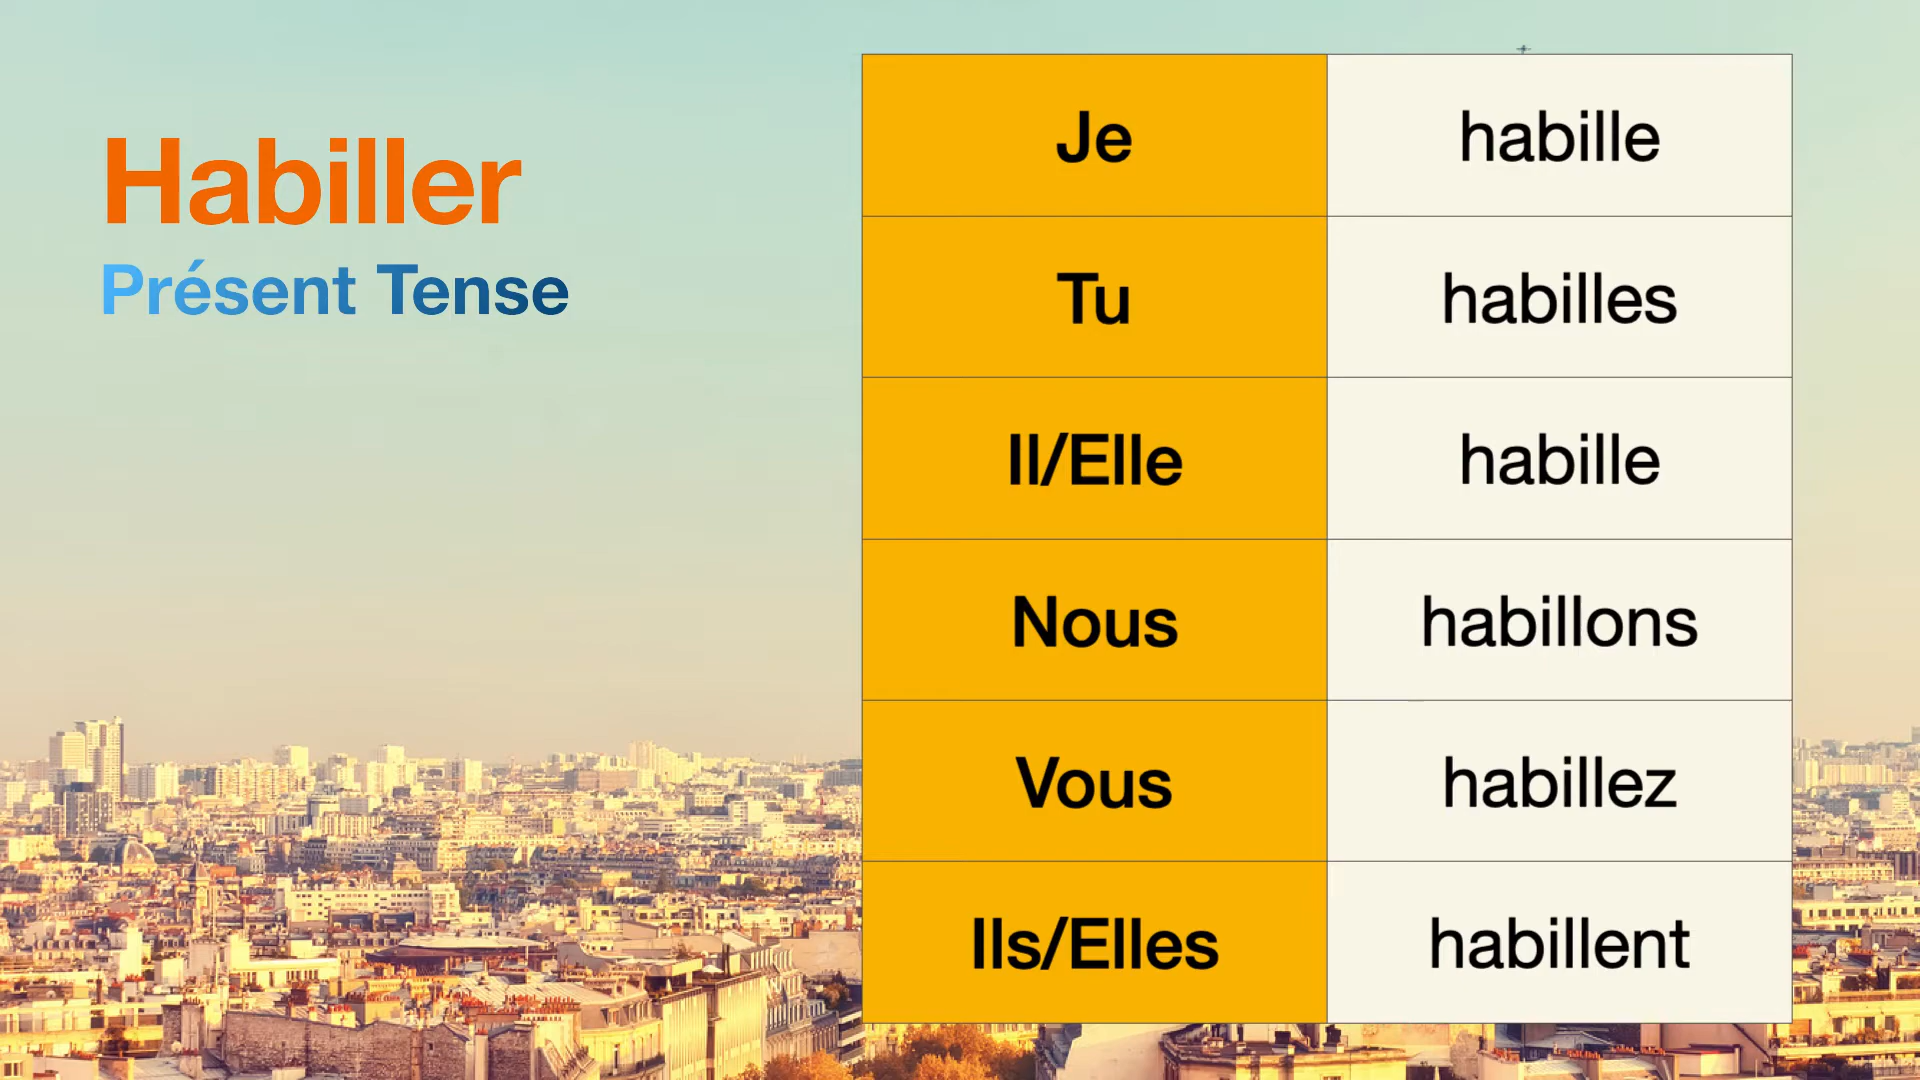 Habiller
Présent Tense
Je habille
Tu habilles
Il/Elle habille
Nous habillons
Vous habillez
Ils/Elles habillent